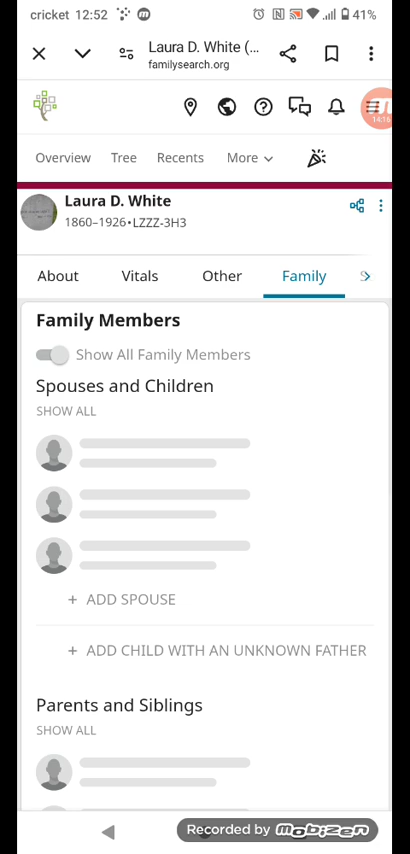 cricket 12:52 41%
Laura D. White (...
familysearch.org
14:16
Overview Tree Recents More
Laura D. White
1860–1926•LZZZ-3H3
About Vitals Other Family S
Family Members
Show All Family Members
Spouses and Children
SHOW ALL
+ ADD SPOUSE
+ ADD CHILD WITH AN UNKNOWN FATHER
Parents and Siblings
SHOW ALL
Recorded by mobizen